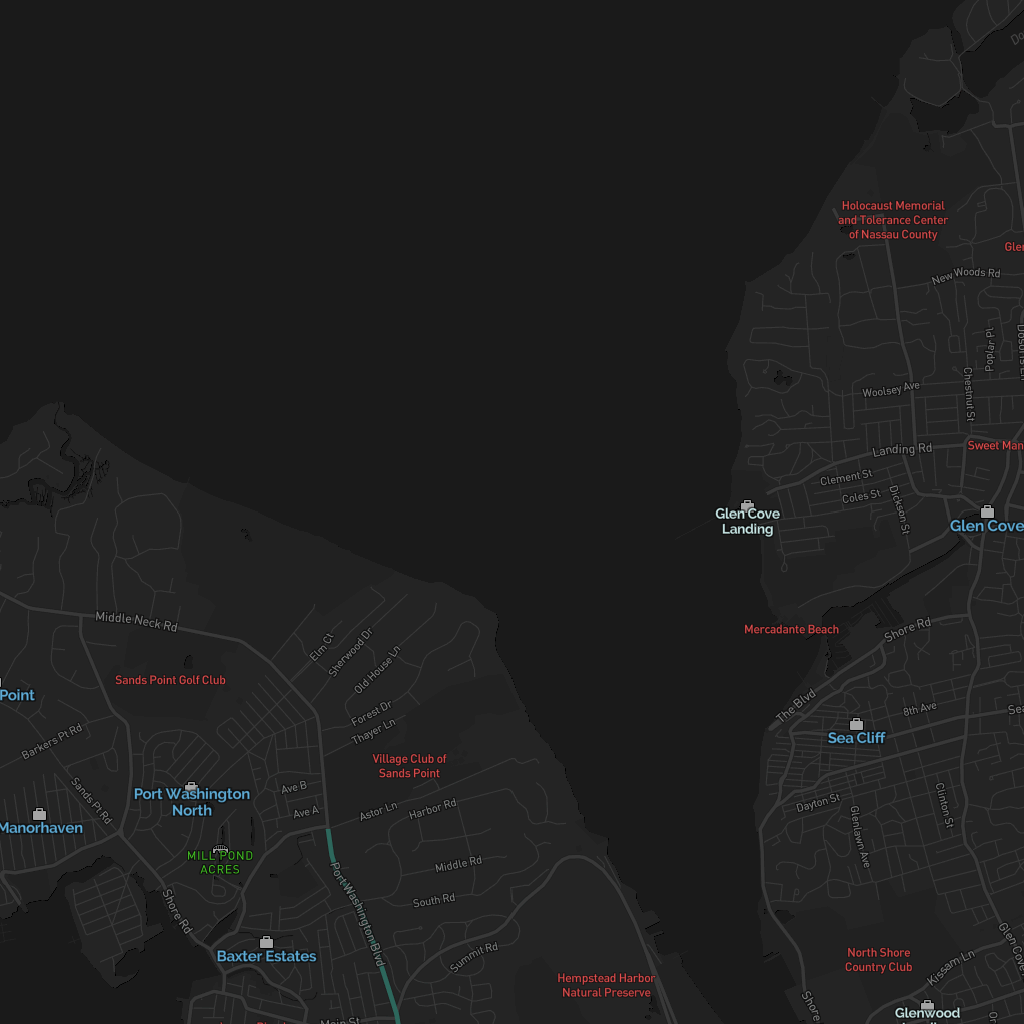 Holocaust Memorial
and Tolerance Center
of Nassau County
New Woods Rd
Poplar Pl
Chestnut St
Woolsey Ave
Landing Rd
Clement St
Coles St
Dickson St
Glen Cove
Landing
Glen Cove
Mercadante Beach
Shore Rd
The Blvd
8th Ave
Sea Cliff
Dayton St
Glenlawn Ave
Clinton St
Middle Neck Rd
Elm Ct
Sherwood Dr
Old House Ln
Sands Point Golf Club
Point
Forest Dr
Thayer Ln
Barkers Pt Rd
Village Club of
Sands Point
Sands Pt Rd
Port Washington
North
Ave B
Ave A
Astor Ln
Harbor Rd
Manorhaven
MILL POND
ACRES
Middle Rd
Port Washington Blvd
South Rd
Shore Rd
Baxter Estates
Summit Rd
Hempstead Harbor
Natural Preserve
North Shore
Country Club
Kissam Ln
Glen Cove
Shore
Glenwood
Main St